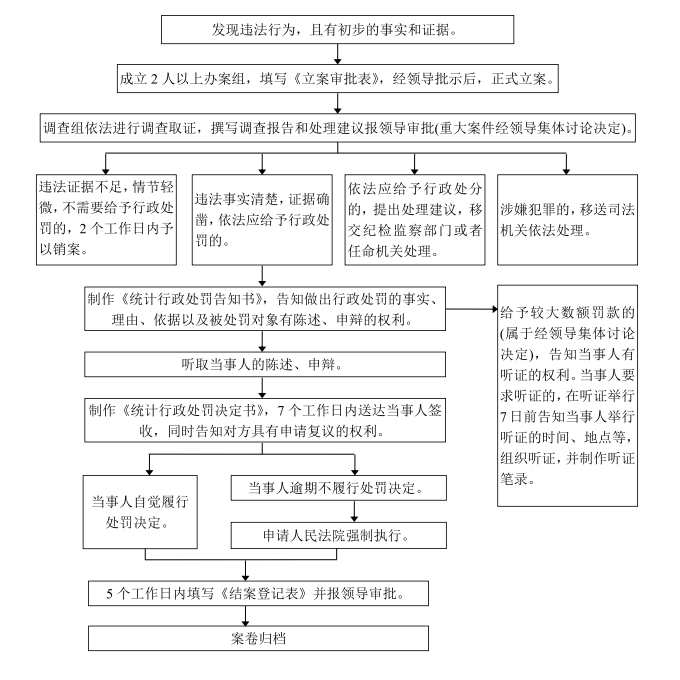 发现违法行为，且有初步的事实和证据。
成立2人以上办案组，填写《立案审批表》，经领导批示后，正式立案。
调查组依法进行调查取证，撰写调查报告和处理建议报领导审批(重大案件经领导集体讨论决定)。
违法证据不足，情节轻
微，不需要给予行政处
罚的，2个工作日内予
以销案。
违法事实清楚，证据确
凿，依法应给予行政处
罚的。
依法应给予行政处分
的，提出处理建议，移
交纪检监察部门或者
任命机关处理。
涉嫌犯罪的，移送司法
机关依法处理。
制作《统计行政处罚告知书》，告知做出行政处罚的事实、
理由、依据以及被处罚对象有陈述、申辩的权利。
给予较大数额罚款的
(属于经领导集体讨论
决定)，告知当事人有
听证的权利。当事人要
求听证的，在听证举行
7日前告知当事人举行
听证的时间、地点等，
组织听证，并制作听证
笔录。
听取当事人的陈述、申辩。
制作《统计行政处罚决定书》，7个工作日内送达当事人签
收，同时告知对方具有申请复议的权利。
当事人自觉履行
处罚决定。
当事人逾期不履行处罚决定。
申请人民法院强制执行。
5个工作日内填写《结案登记表》并报领导审批。
案卷归档